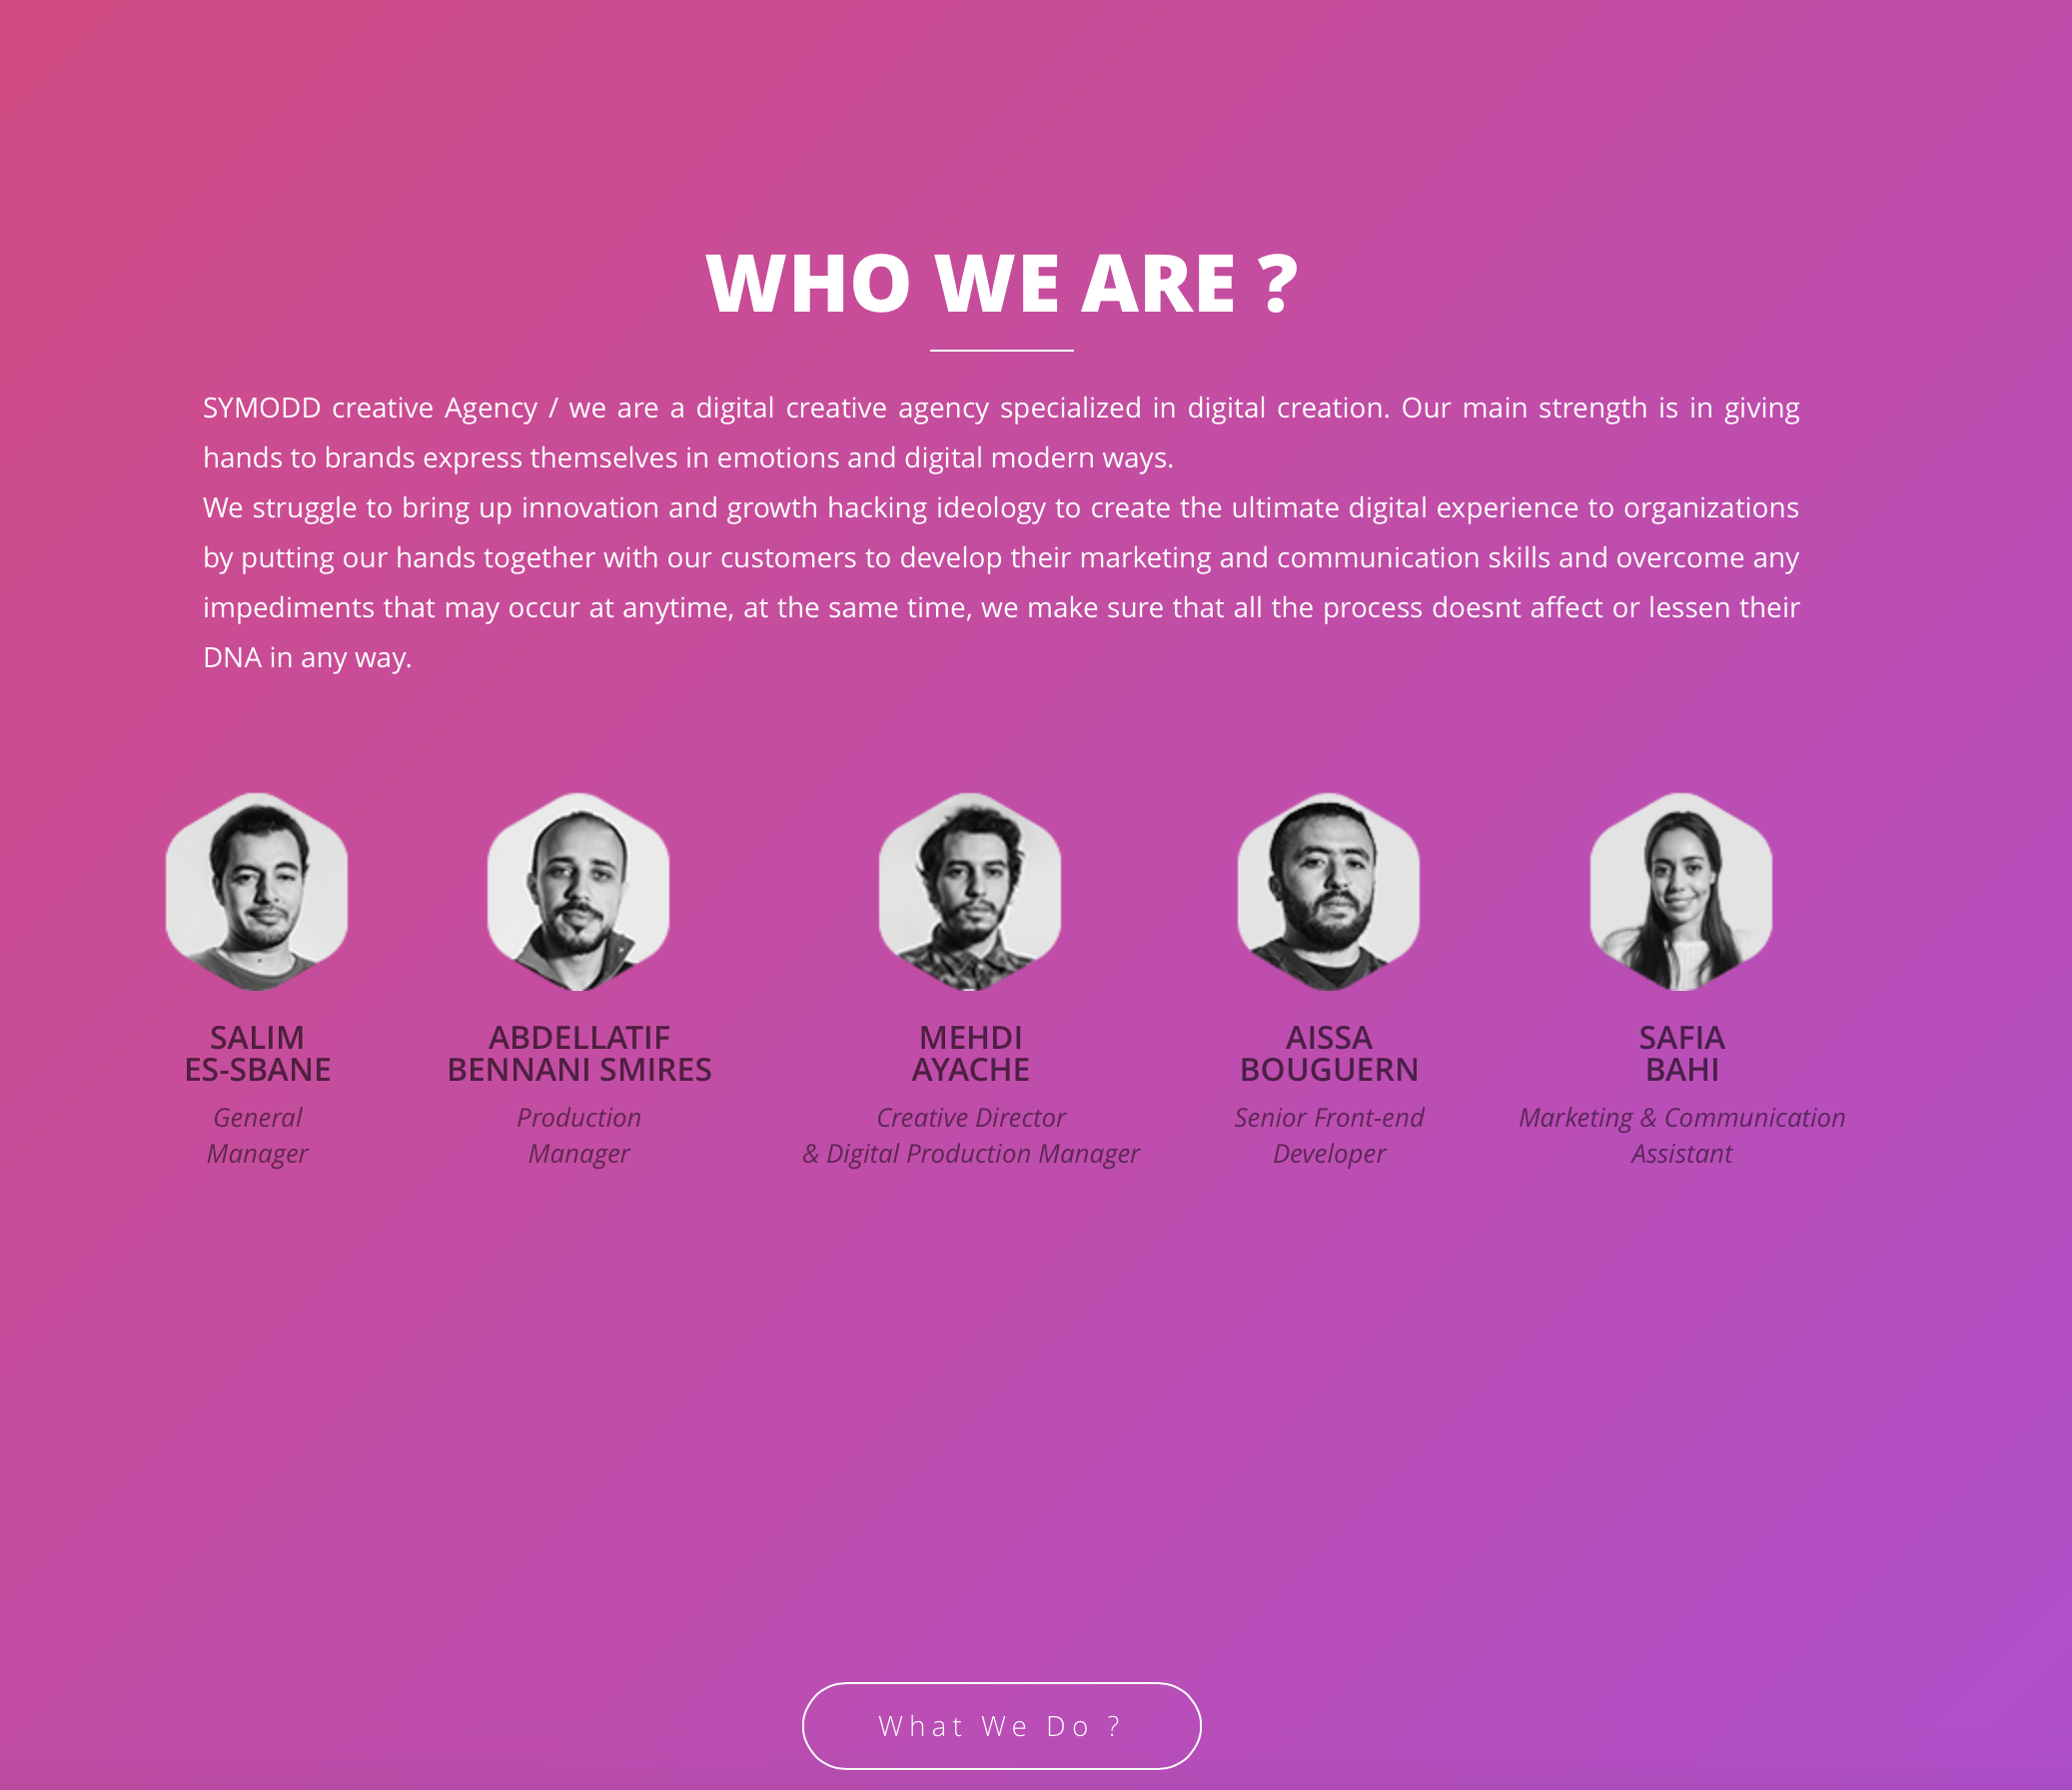 WHO WE ARE ?
SYMODD creative Agency / we are a digital creative agency specialized in digital creation. Our main strength is in giving
hands to brands express themselves in emotions and digital modern ways.
We struggle to bring up innovation and growth hacking ideology to create the ultimate digital experience to organizations
by putting our hands together with our customers to develop their marketing and communication skills and overcome any
impediments that may occur at anytime, at the same time, we make sure that all the process doesnt affect or lessen their
DNA in any way.
SALIM
ES-SBANE
General
Manager
ABDELLATIF
BENNANI SMIRES
Production
Manager
MEHDI
AYACHE
Creative Director
& Digital Production Manager
AISSA
BOUGUERN
Senior Front-end
Developer
SAFIA
BAHI
Marketing & Communication
Assistant
What We Do ?